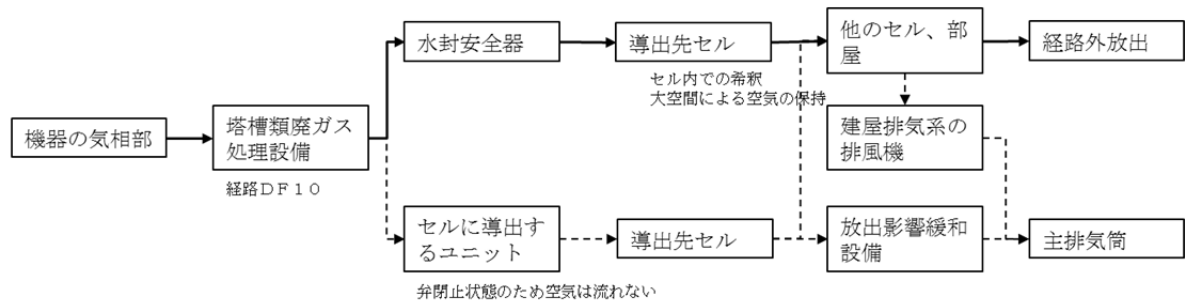 水封安全器
導出先セル
他のセル、部
屋
経路外放出
セル内での希釈
大空間による空気の保持
機器の気相部
塔槽類廃ガス
処理設備
経路DF10
建屋排気系の
排風機
セルに導出す
るユニット
導出先セル
放出影響緩和
設備
主排気筒
弁閉止状態のため空気は流れない